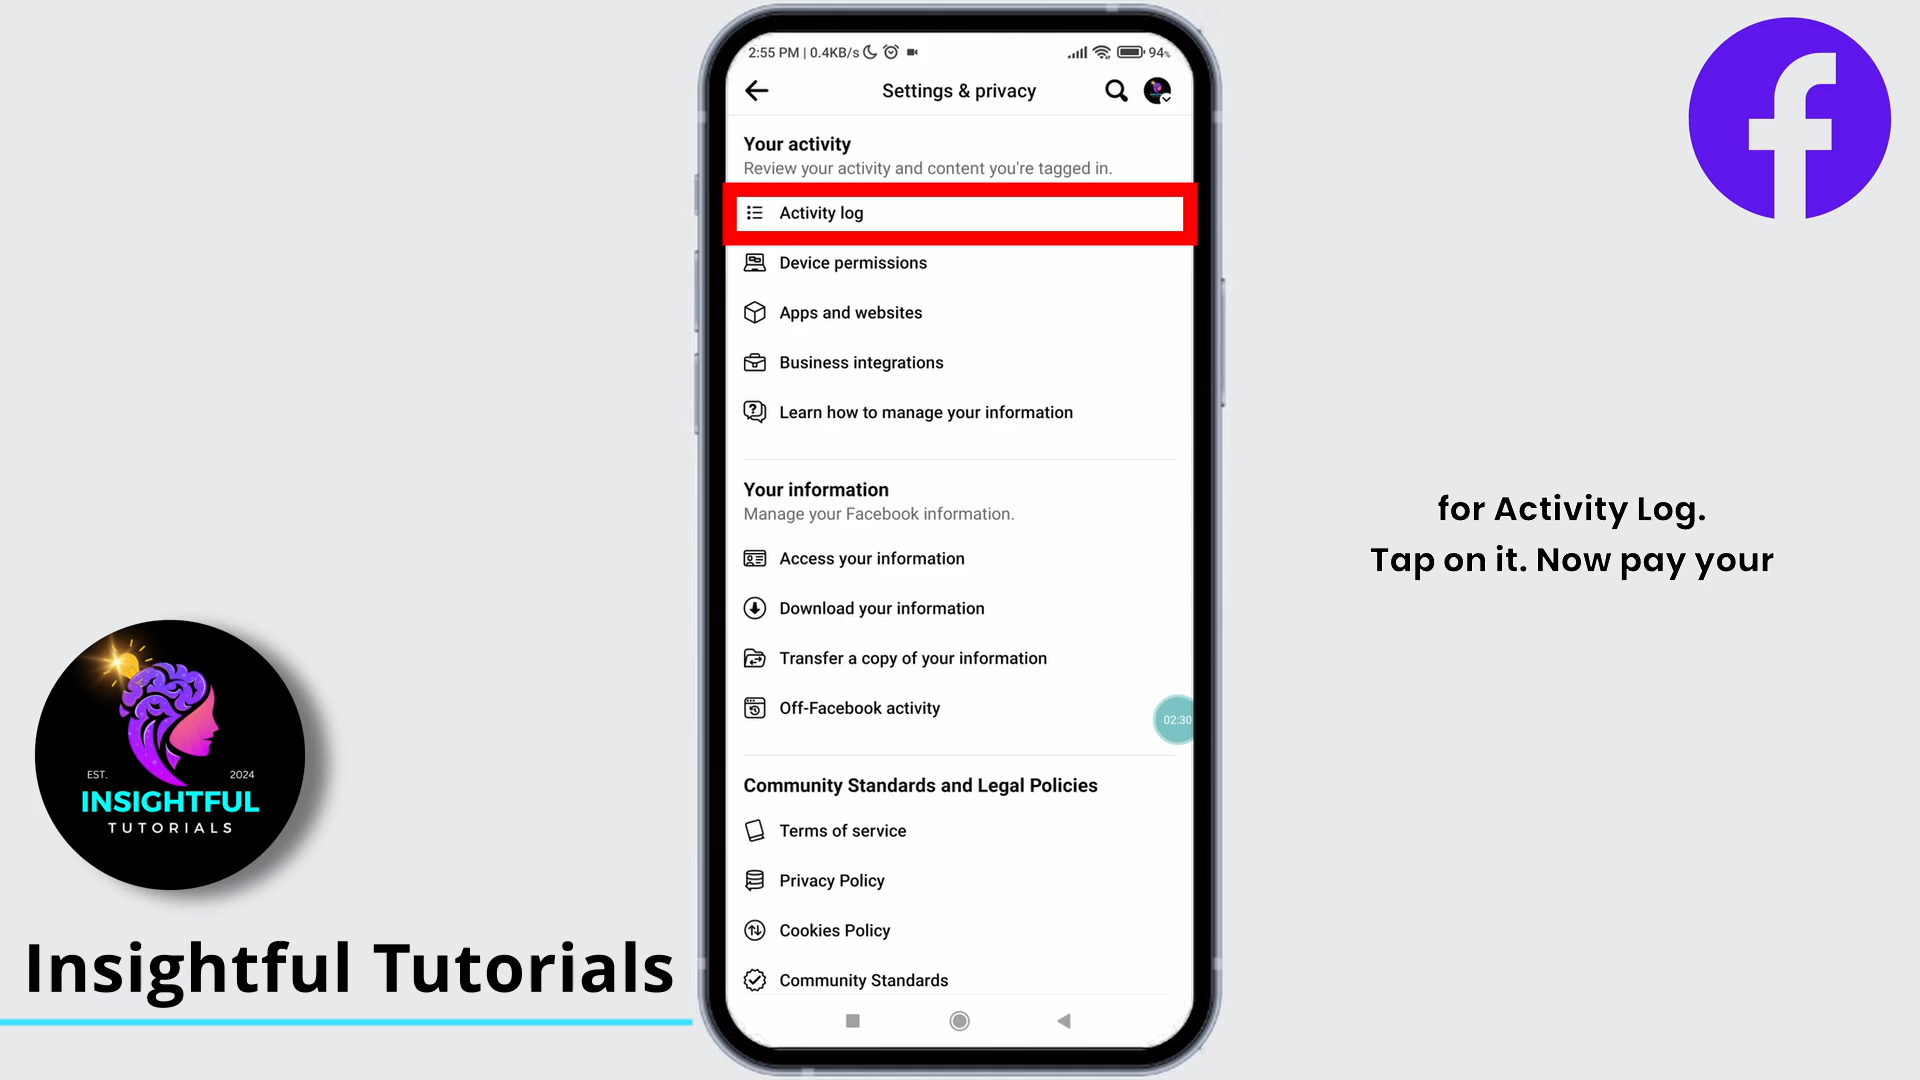 2:55 PM | 0.4KB/s
94%
Settings & privacy
Your activity
Review your activity and content you're tagged in.
Activity log
Device permissions
Apps and websites
Business integrations
Learn how to manage your information
Your information
Manage your Facebook information.
Access your information
Download your information
Transfer a copy of your information
Off-Facebook activity
02:30
Community Standards and Legal Policies
Terms of service
Privacy Policy
Cookies Policy
Community Standards
for Activity Log.
Tap on it. Now pay your
EST. 2024
INSIGHTFUL
TUTORIALS
Insightful Tutorials